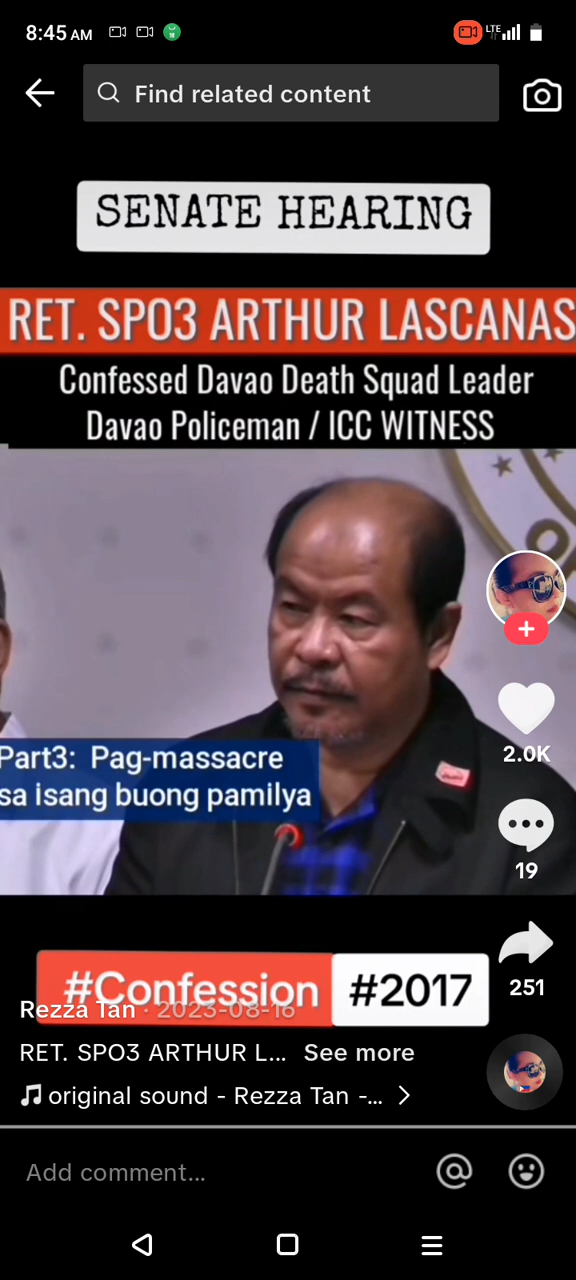 8:45 AM
LTE
Find related content
SENATE HEARING
RET. SPO3 ARTHUR LASCANAS
Confessed Davao Death Squad Leader
Davao Policeman / ICC WITNESS
Part3: Pag-massacre
sa isang buong pamilya
2.0K
19
251
#Confession #2017
Rezza Tan · 2023-08-16
RET. SPO3 ARTHUR L... See more
original sound - Rezza Tan -...
Add comment...